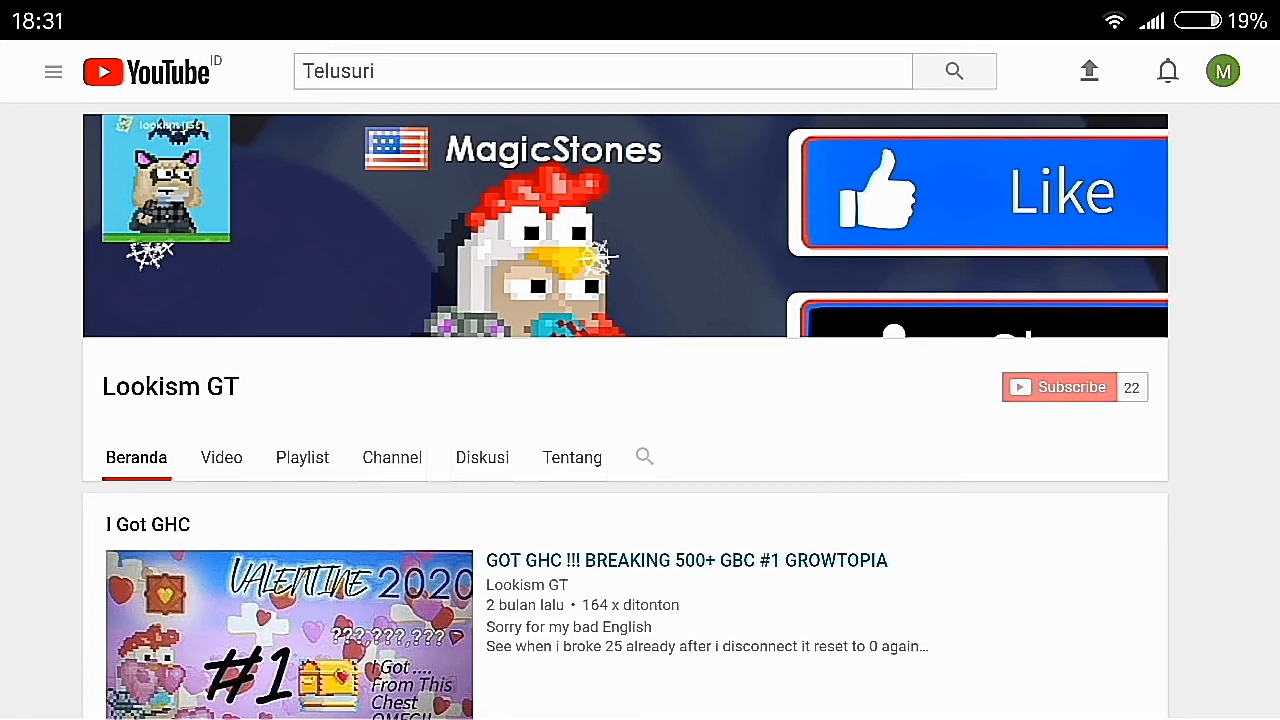 18:31
19%
YouTube ID
Telusuri
M
lookism [GT]
MagicStones
Like
Lookism GT
Subscribe 22
Beranda Video Playlist Channel Diskusi Tentang
I Got GHC
VALENTINE 2020
???,???,???
#1
I Got ....
From This
Chest
OMEG!!
GOT GHC !!! BREAKING 500+ GBC #1 GROWTOPIA
Lookism GT
2 bulan lalu • 164 x ditonton
Sorry for my bad English
See when i broke 25 already after i disconnect it reset to 0 again...